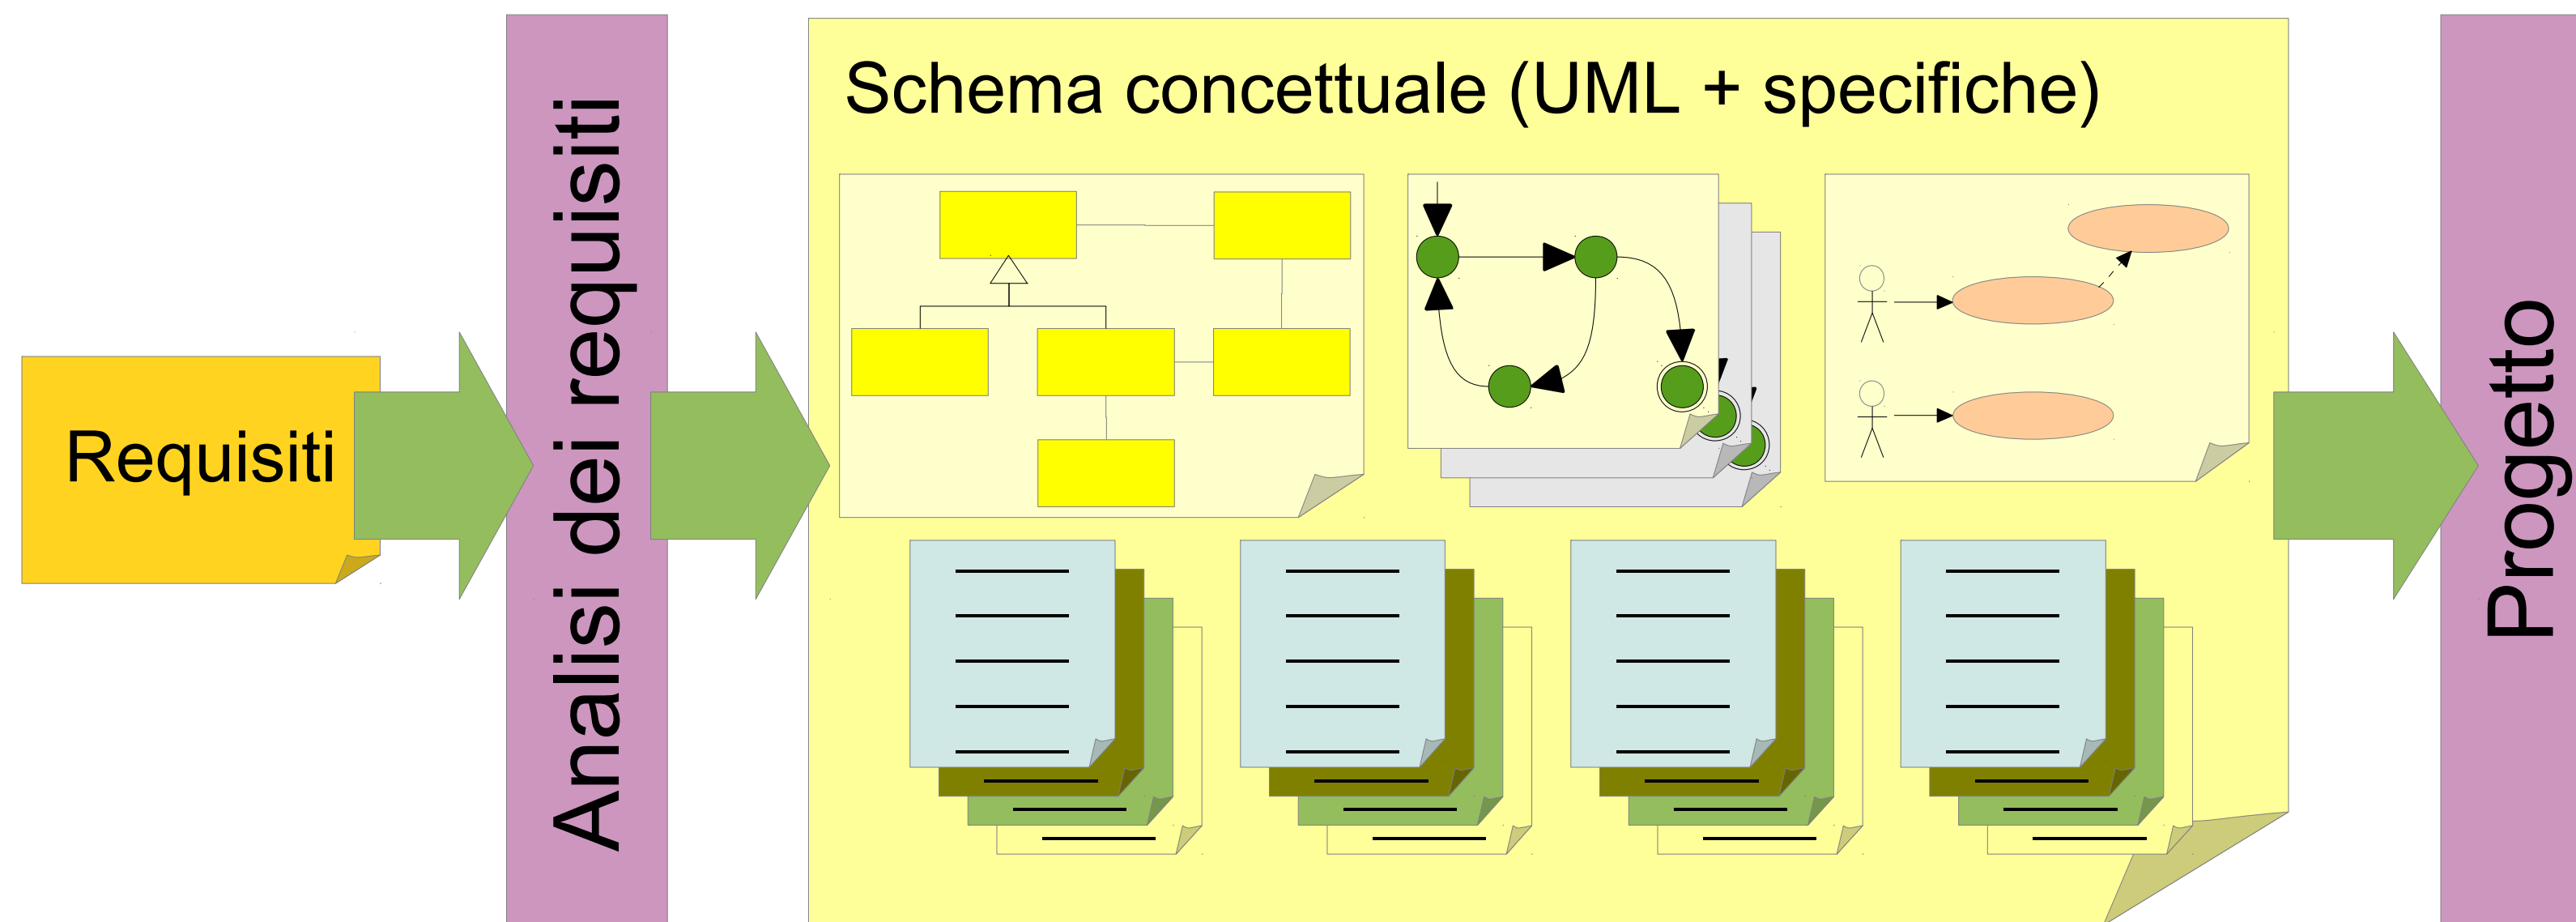 Requisiti
Analisi dei requisiti
Schema concettuale (UML + specifiche)
Progetto